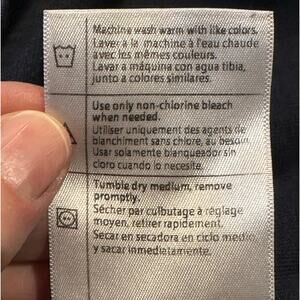 Machine wash warm with like colors.
Laver à la machine à l'eau chaude
avec les mêmes couleurs.
Lavar a máquina con agua tibia,
junto a colores similares.
Use only non-chlorine bleach
when needed.
Utiliser uniquement des agents de
blanchiment sans chlore, au besoin.
Usar solamente blanqueador sin
cloro cuando lo necesite.
Tumble dry medium, remove
promptly.
Sécher par culbutage à réglage
moyen, retirer rapidement.
Secar en secadora en ciclo medio
y sacar inmediatamente.